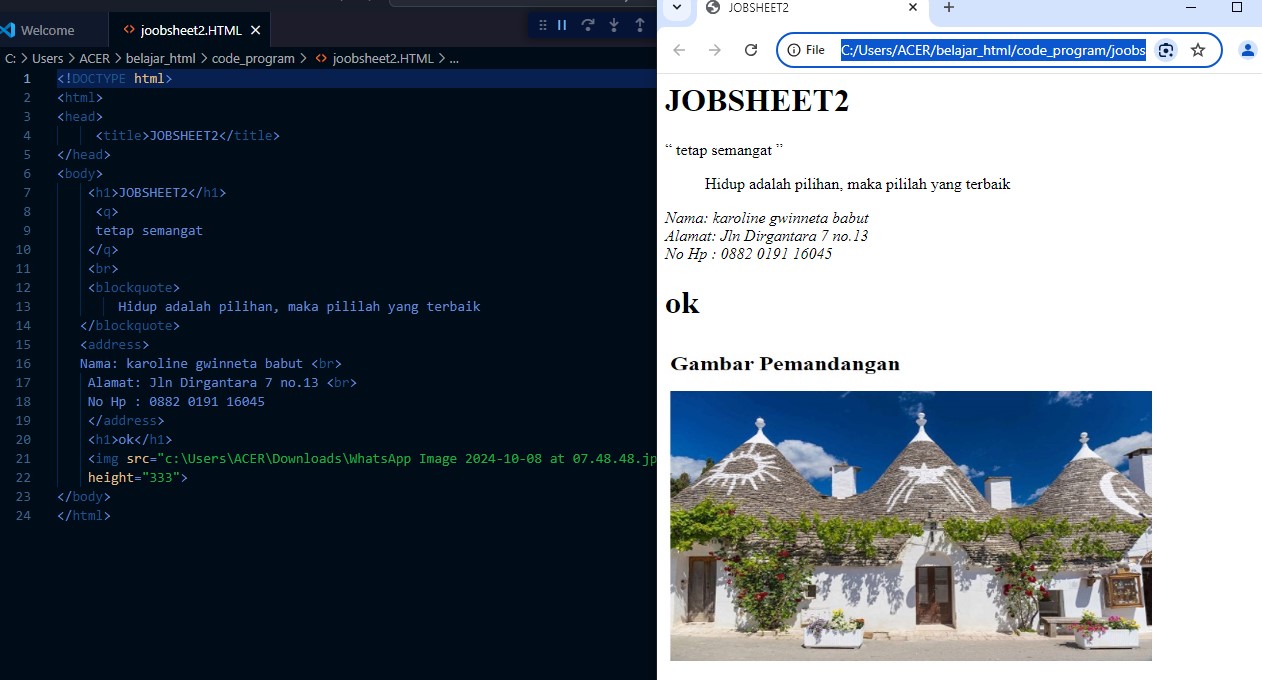 Welcome
joobsheet2.HTML
C: > Users > ACER > belajar_html > code_program > joobsheet2.HTML > ...
1 <!DOCTYPE html>
2 <html>
3 <head>
4 <title>JOBSHEET2</title>
5 </head>
6 <body>
7 <h1>JOBSHEET2</h1>
8 <q>
9 tetap semangat
10 </q>
11 <br>
12 <blockquote>
13 Hidup adalah pilihan, maka pililah yang terbaik
14 </blockquote>
15 <address>
16 Nama: karoline gwinneta babut <br>
17 Alamat: Jln Dirgantara 7 no.13 <br>
18 No Hp : 0882 0191 16045
19 </address>
20 <h1>ok</h1>
21 <img src="c:\Users\ACER\Downloads\WhatsApp Image 2024-10-08 at 07.48.48.jp
22 height="333">
23 </body>
24 </html>
JOBSHEET2
File C:/Users/ACER/belajar_html/code_program/joobs
JOBSHEET2
“ tetap semangat ”
Hidup adalah pilihan, maka pililah yang terbaik
Nama: karoline gwinneta babut
Alamat: Jln Dirgantara 7 no.13
No Hp : 0882 0191 16045
ok
Gambar Pemandangan